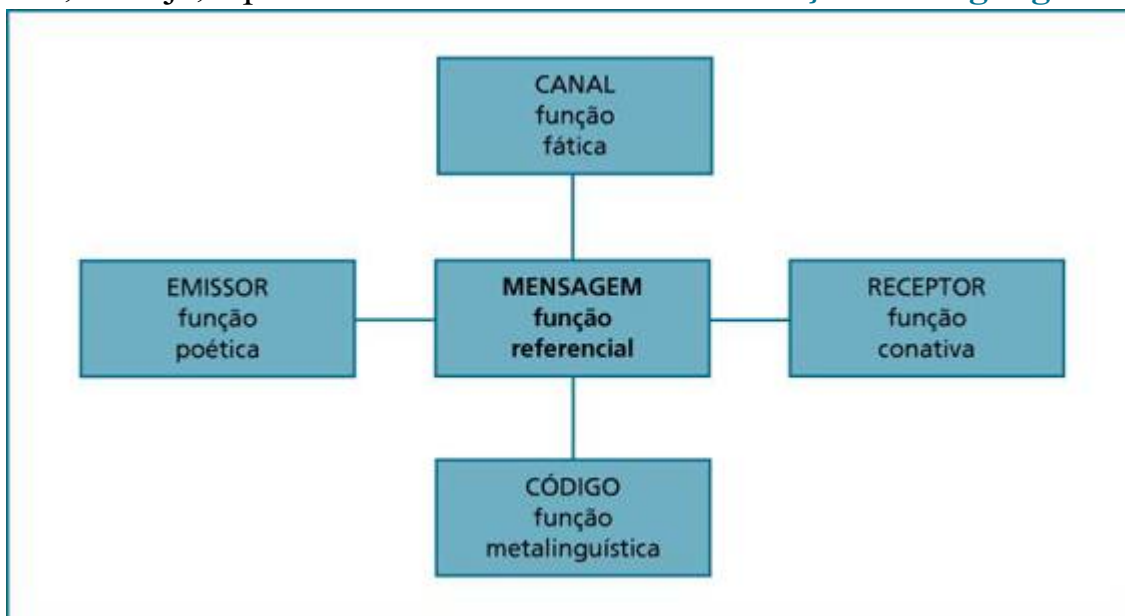 CANAL
função
fática
EMISSOR
função
poética
MENSAGEM
função
referencial
RECEPTOR
função
conativa
CÓDIGO
função
metalinguística